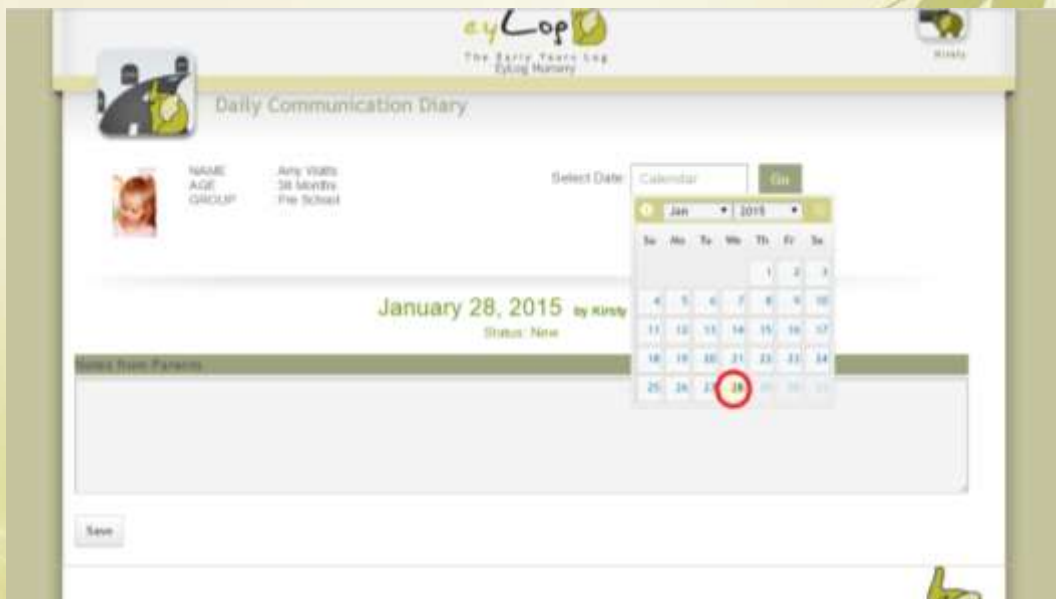 eyLog
The Early Years Log
EyLog Nursery
Kirsty
Daily Communication Diary
NAME : Amy Watts
AGE : 38 Months
GROUP : Pre School
Select Date: Calendar Go
Jan 2015
Su Mo Tu We Th Fr Sa
1 2 3
4 5 6 7 8 9 10
11 12 13 14 15 16 17
18 19 20 21 22 23 24
25 26 27 28 29 30 31
January 28, 2015 by Kirsty
Status: New
Notes from Parents
Save